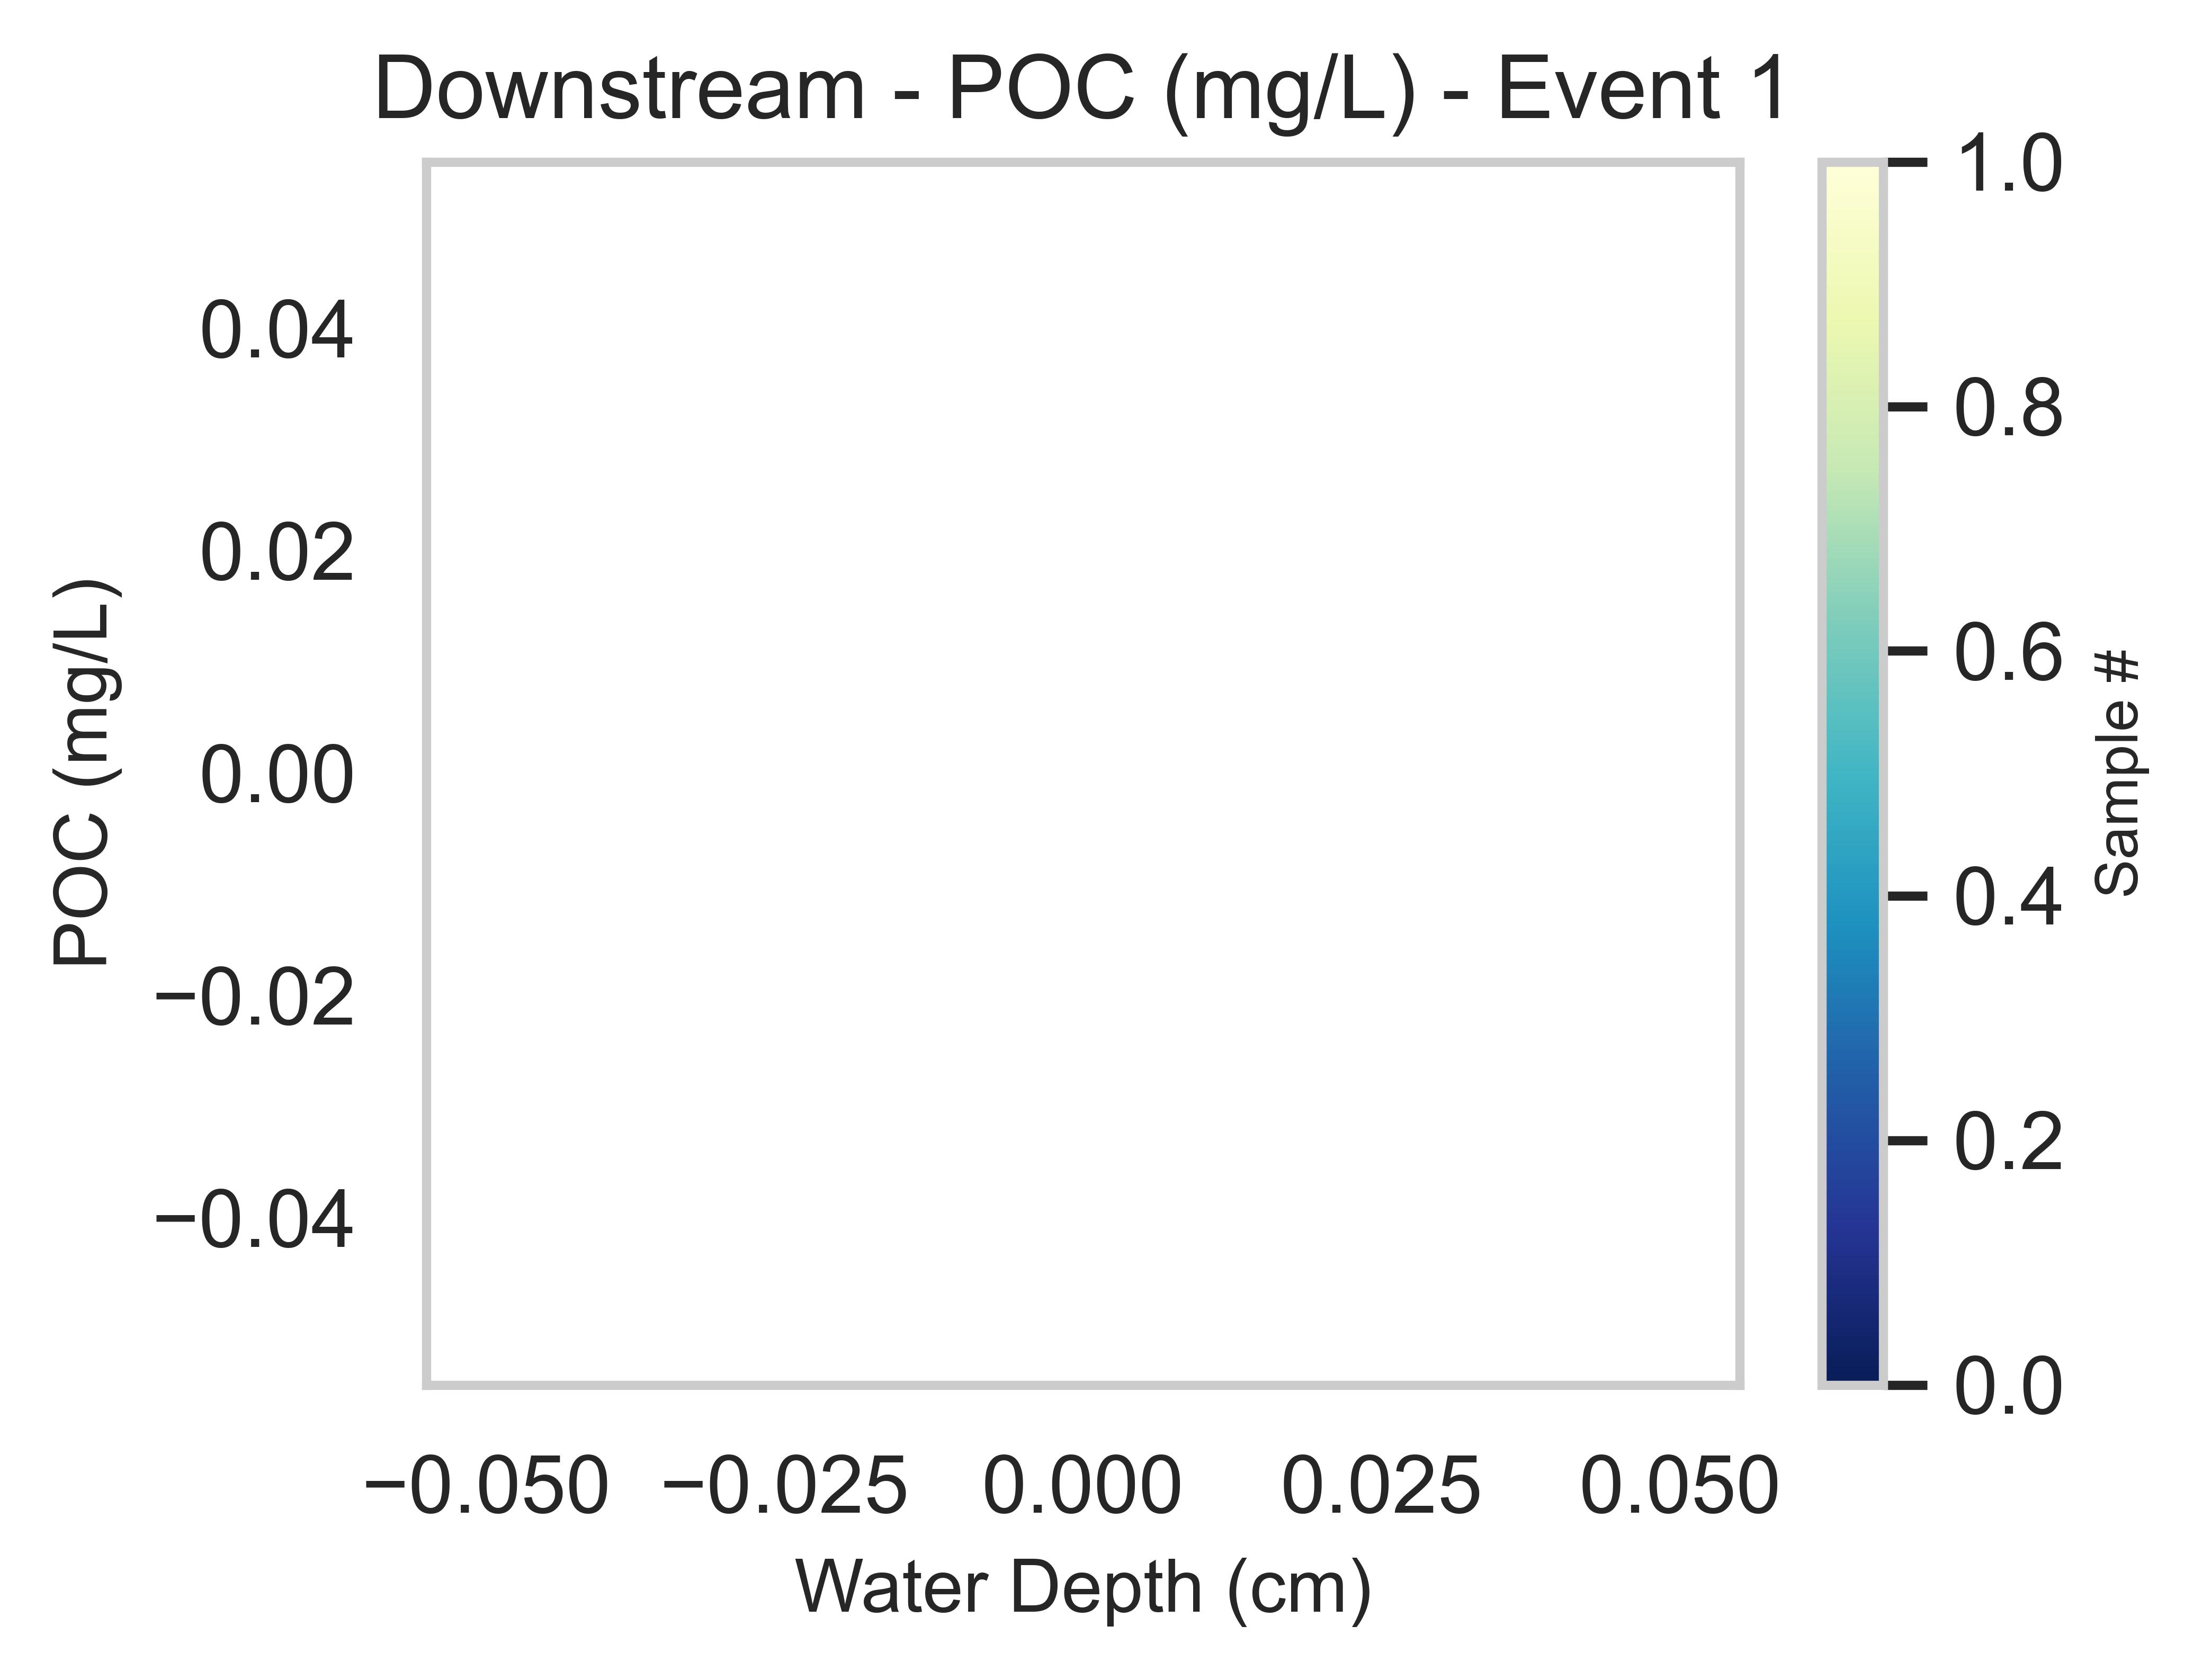 Downstream - POC (mg/L) - Event 1
POC (mg/L)
0.04
0.02
0.00
−0.02
−0.04
−0.050 −0.025 0.000 0.025 0.050
Water Depth (cm)
1.0
0.8
0.6
0.4
0.2
0.0
Sample #